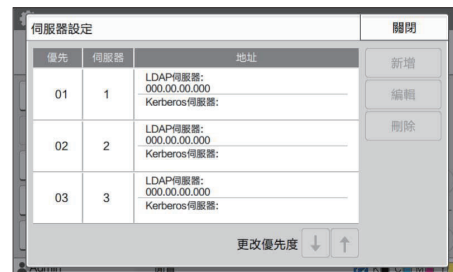 伺服器設定
關閉
優先 伺服器 地址
新增
編輯
刪除
01 1 LDAP伺服器:
000.00.00.000
Kerberos伺服器:
02 2 LDAP伺服器:
000.00.00.000
Kerberos伺服器:
03 3 LDAP伺服器:
000.00.00.000
Kerberos伺服器:
更改優先度 ↓ ↑
Admin